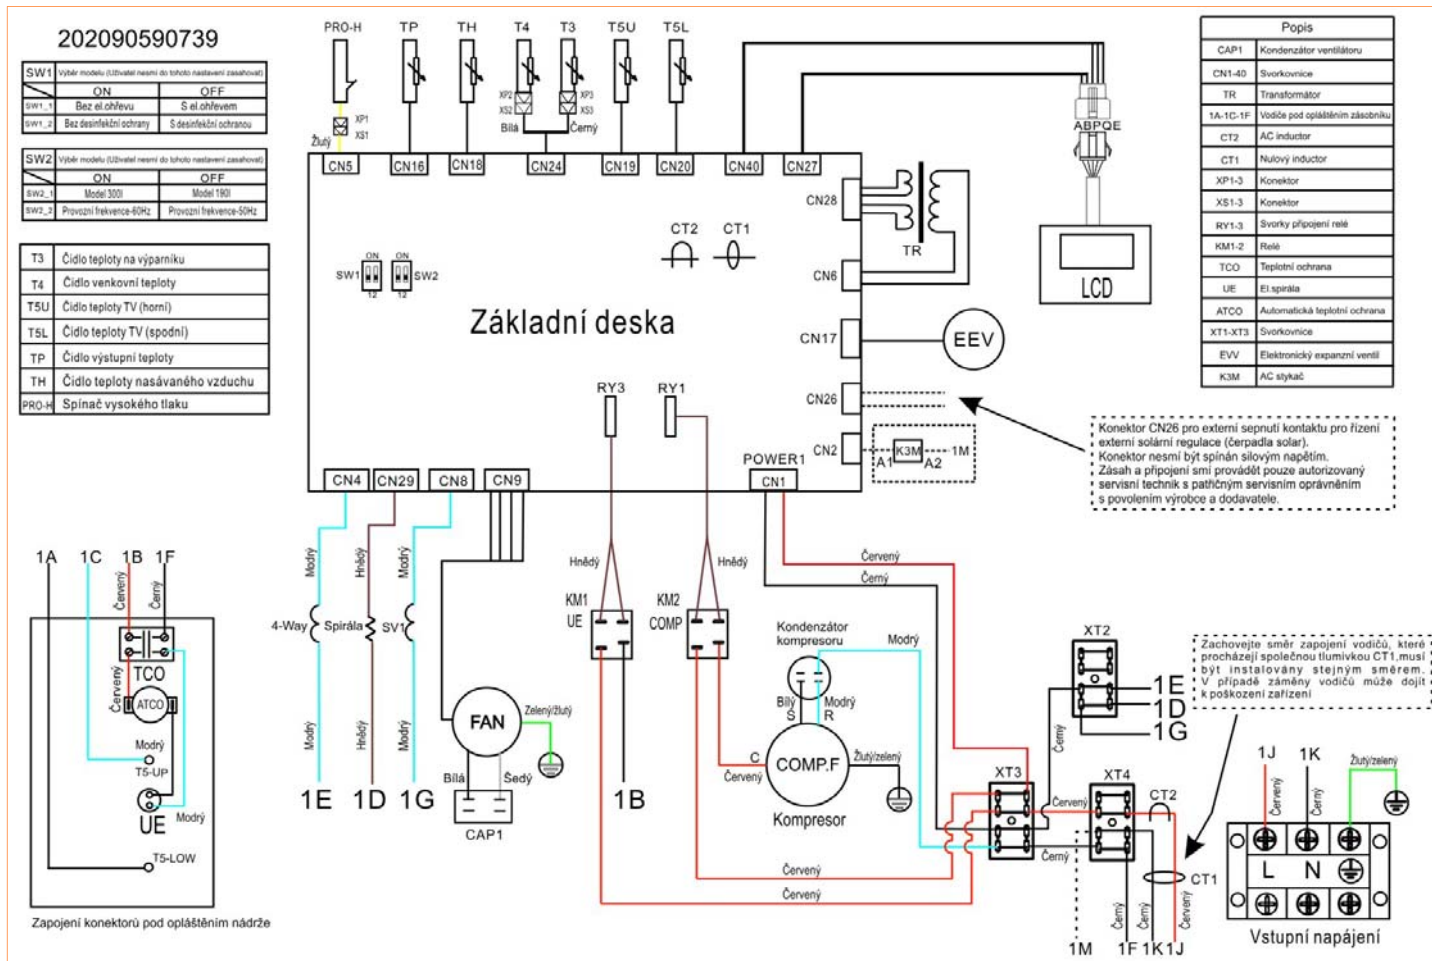 202090590739
SW1 Výběr modelu (Uživatel nesmí do tohoto nastavení zasahovat)
ON OFF
SW1_1 Bez el.ohřevu S el.ohřevem
SW1_2 Bez desinfekční ochrany S desinfekční ochranou
SW2 Výběr modelu (Uživatel nesmí do tohoto nastavení zasahovat)
ON OFF
SW2_1 Model 300l Model 190l
SW2_2 Provozní frekvence-60Hz Provozní frekvence-50Hz
T3 Čidlo teploty na výparníku
T4 Čidlo venkovní teploty
T5U Čidlo teploty TV (horní)
T5L Čidlo teploty TV (spodní)
TP Čidlo výstupní teploty
TH Čidlo teploty nasávaného vzduchu
PRO-H Spínač vysokého tlaku
PRO-H TP TH T4 T3 T5U T5L
XP2 XP3
XS2 XS3
XP1
XS1
Bílá Černý
Žlutý
CN5 CN16 CN18 CN24 CN19 CN20 CN40 CN27
ABPQE
LCD
CN28
TR
CN6
CT2 CT1
ON ON
SW1 SW2
12 12
Základní deska
CN17 EEV
RY3 RY1
CN26
CN2
A1 K3M A2 1M
POWER1
CN4 CN29 CN8 CN9 CN1
Popis
CAP1 Kondenzátor ventilátoru
CN1-40 Svorkovnice
TR Transformátor
1A-1C-1F Vodiče pod opláštěním zásobníku
CT2 AC inductor
CT1 Nulový inductor
XP1-3 Konektor
XS1-3 Konektor
RY1-3 Svorky připojení relé
KM1-2 Relé
TCO Teplotní ochrana
UE El.spirála
ATCO Automatická teplotní ochrana
XT1-XT3 Svorkovnice
EVV Elektronický expanzní ventil
K3M AC stykač
Konektor CN26 pro externí sepnutí kontaktu pro řízení
externí solární regulace (čerpadla solar).
Konektor nesmí být spínán silovým napětím.
Zásah a připojení smí provádět pouze autorizovaný
servisní technik s patřičným servisním oprávněním
s povolením výrobce a dodavatele.
1A 1C 1B 1F
Červený Černý
TCO
Červený
ATCO
Modrý
T5-UP
UE Modrý
T5-LOW
Zapojení konektorů pod opláštěním nádrže
Modrý Hnědý Modrý
4-Way Spirála SV1
Modrý Hnědý Modrý
1E 1D 1G
FAN
Zelený/žlutý
Bílá Šedý
CAP1
Hnědý Hnědý
KM1
UE
KM2
COMP
1B
Červený
Černý
Kondenzátor
kompresoru
Modrý
Bílý Modrý
S R
C
Červený
COMP.F
Žlutý/zelený
Kompresor
Červený
Červený
XT2
1E
1D
1G
Černý
XT3
Červený
XT4
CT2
Černý
CT1
Černý Černý Červený
1M 1F 1K 1J
Zachovejte směr zapojení vodičů, které
procházejí společnou tlumivkou CT1,musí
být instalovány stejným směrem.
V případě záměny vodičů může dojít
k poškození zařízení
1J 1K
Červený Černý Žlutý/zelený
L N
Vstupní napájení